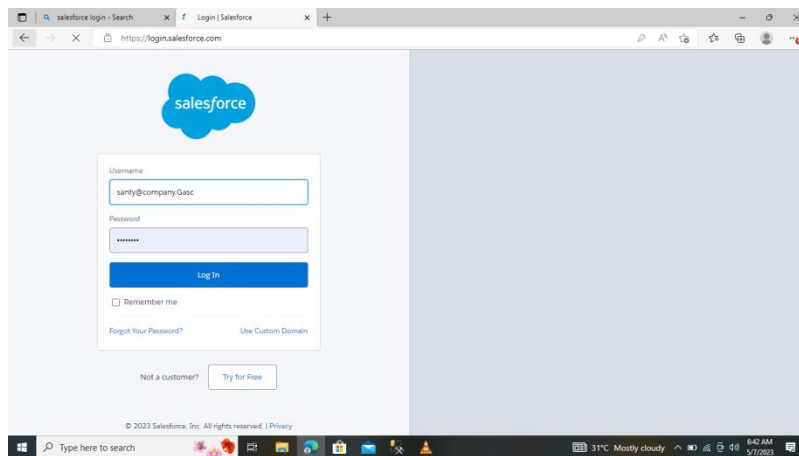 salesforce login - Search
Login | Salesforce
https://login.salesforce.com
salesforce
Username
santy@company.Gasc
Password
••••••••
Log In
Remember me
Forgot Your Password? Use Custom Domain
Not a customer? Try for Free
© 2023 Salesforce, Inc. All rights reserved. | Privacy
Type here to search
31°C Mostly cloudy
6:42 AM
5/7/2023